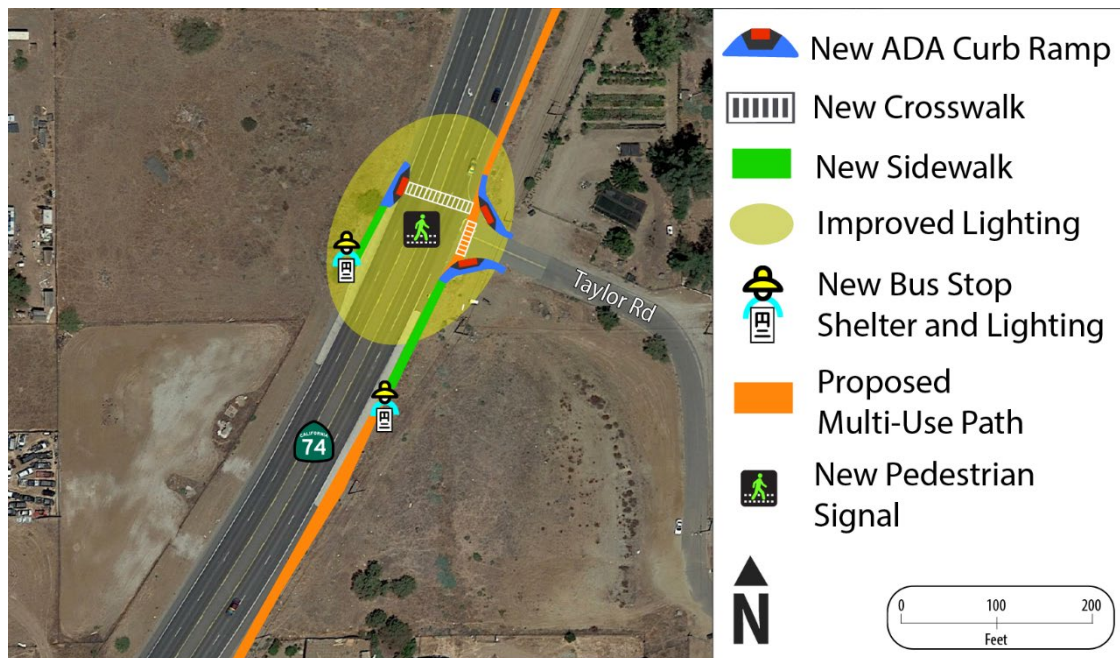 New ADA Curb Ramp
New Crosswalk
New Sidewalk
Improved Lighting
New Bus Stop
Shelter and Lighting
Proposed
Multi-Use Path
New Pedestrian
Signal
Taylor Rd
CALIFORNIA
74
N
0 100 200
Feet